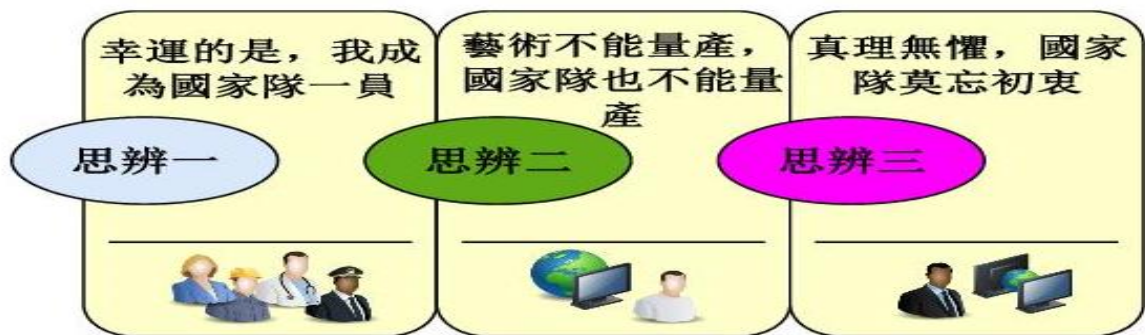 幸運的是，我成
為國家隊一員
思辨一
藝術不能量產，
國家隊也不能量
產
思辨二
真理無懼，國家
隊莫忘初衷
思辨三